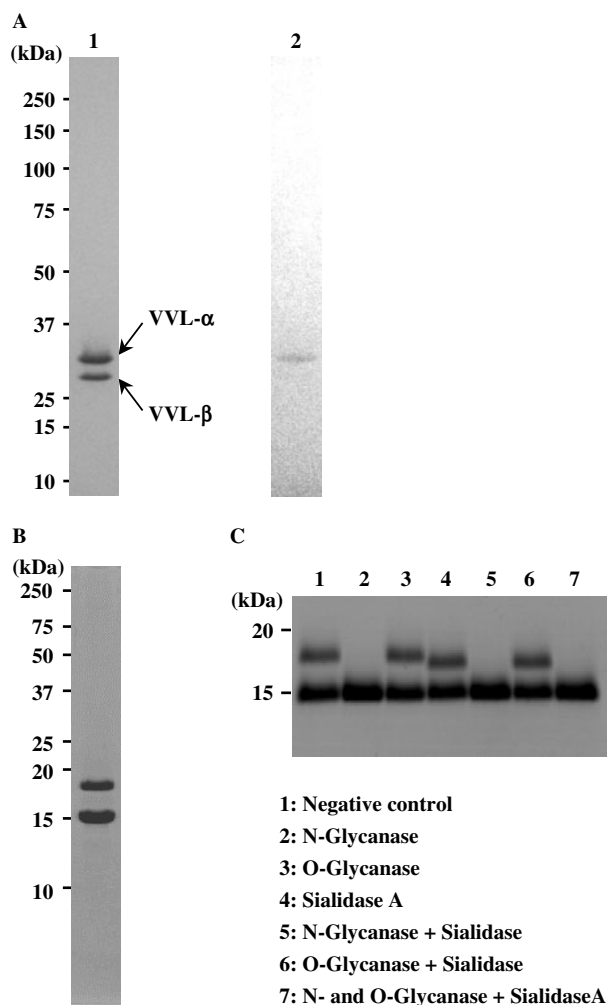 A
(kDa)
1
2
250
150
100
75
50
37
25
15
10
VVL-α
VVL-β
B
(kDa)
250
75
50
37
25
20
15
10
C
1 2 3 4 5 6 7
(kDa)
20
15
1: Negative control
2: N-Glycanase
3: O-Glycanase
4: Sialidase A
5: N-Glycanase + Sialidase
6: O-Glycanase + Sialidase
7: N- and O-Glycanase + SialidaseA